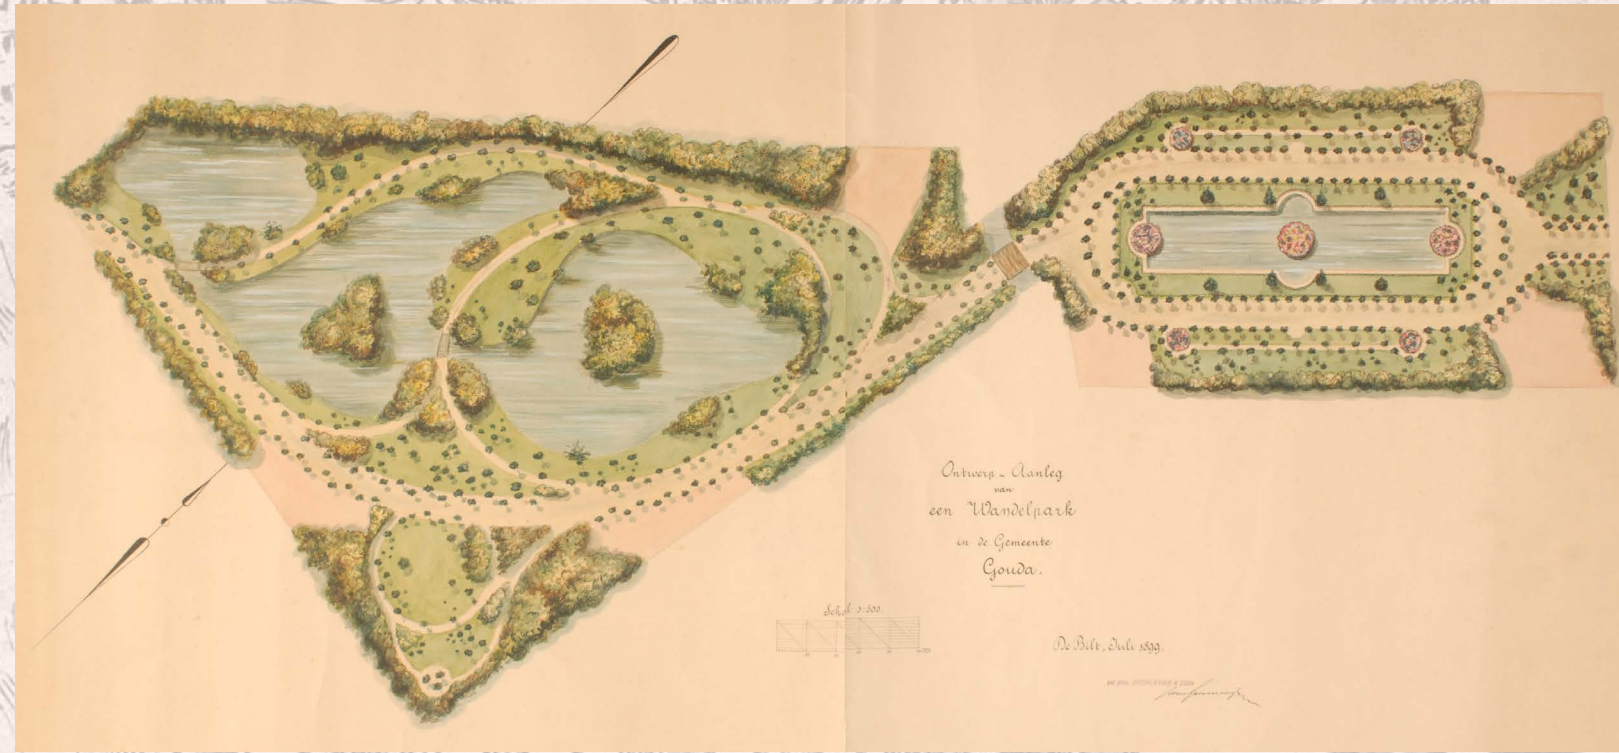 Ontwerp - Aanleg
van
een Wandelpark
in de Gemeente
Gouda.
Schaal 1:500.
De Bilt, Juli 1899.